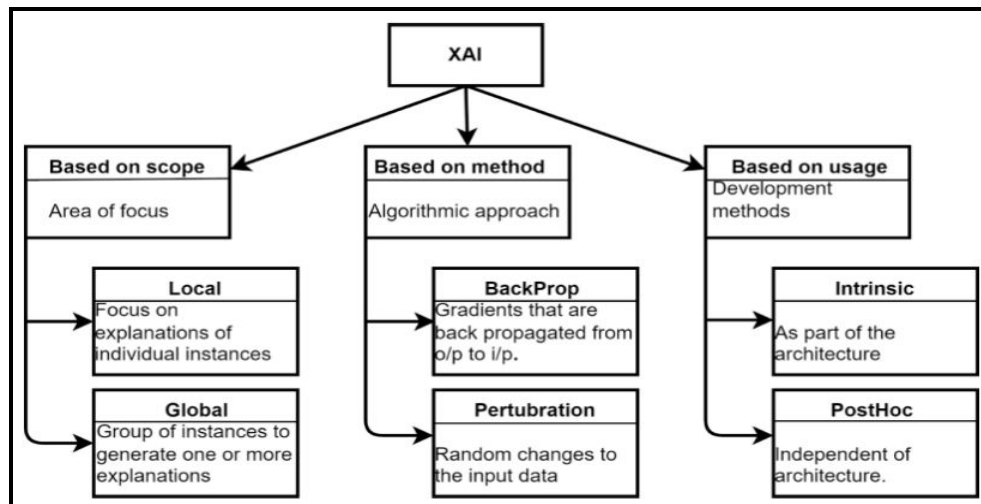 XAI
Based on scope
Area of focus
Based on method
Algorithmic approach
Based on usage
Development
methods
Local
Focus on
explanations of
individual instances
BackProp
Gradients that are
back propagated from
o/p to i/p.
Intrinsic
As part of the
architecture
Global
Group of instances to
generate one or more
explanations
Pertubration
Random changes to
the input data
PostHoc
Independent of
architecture.